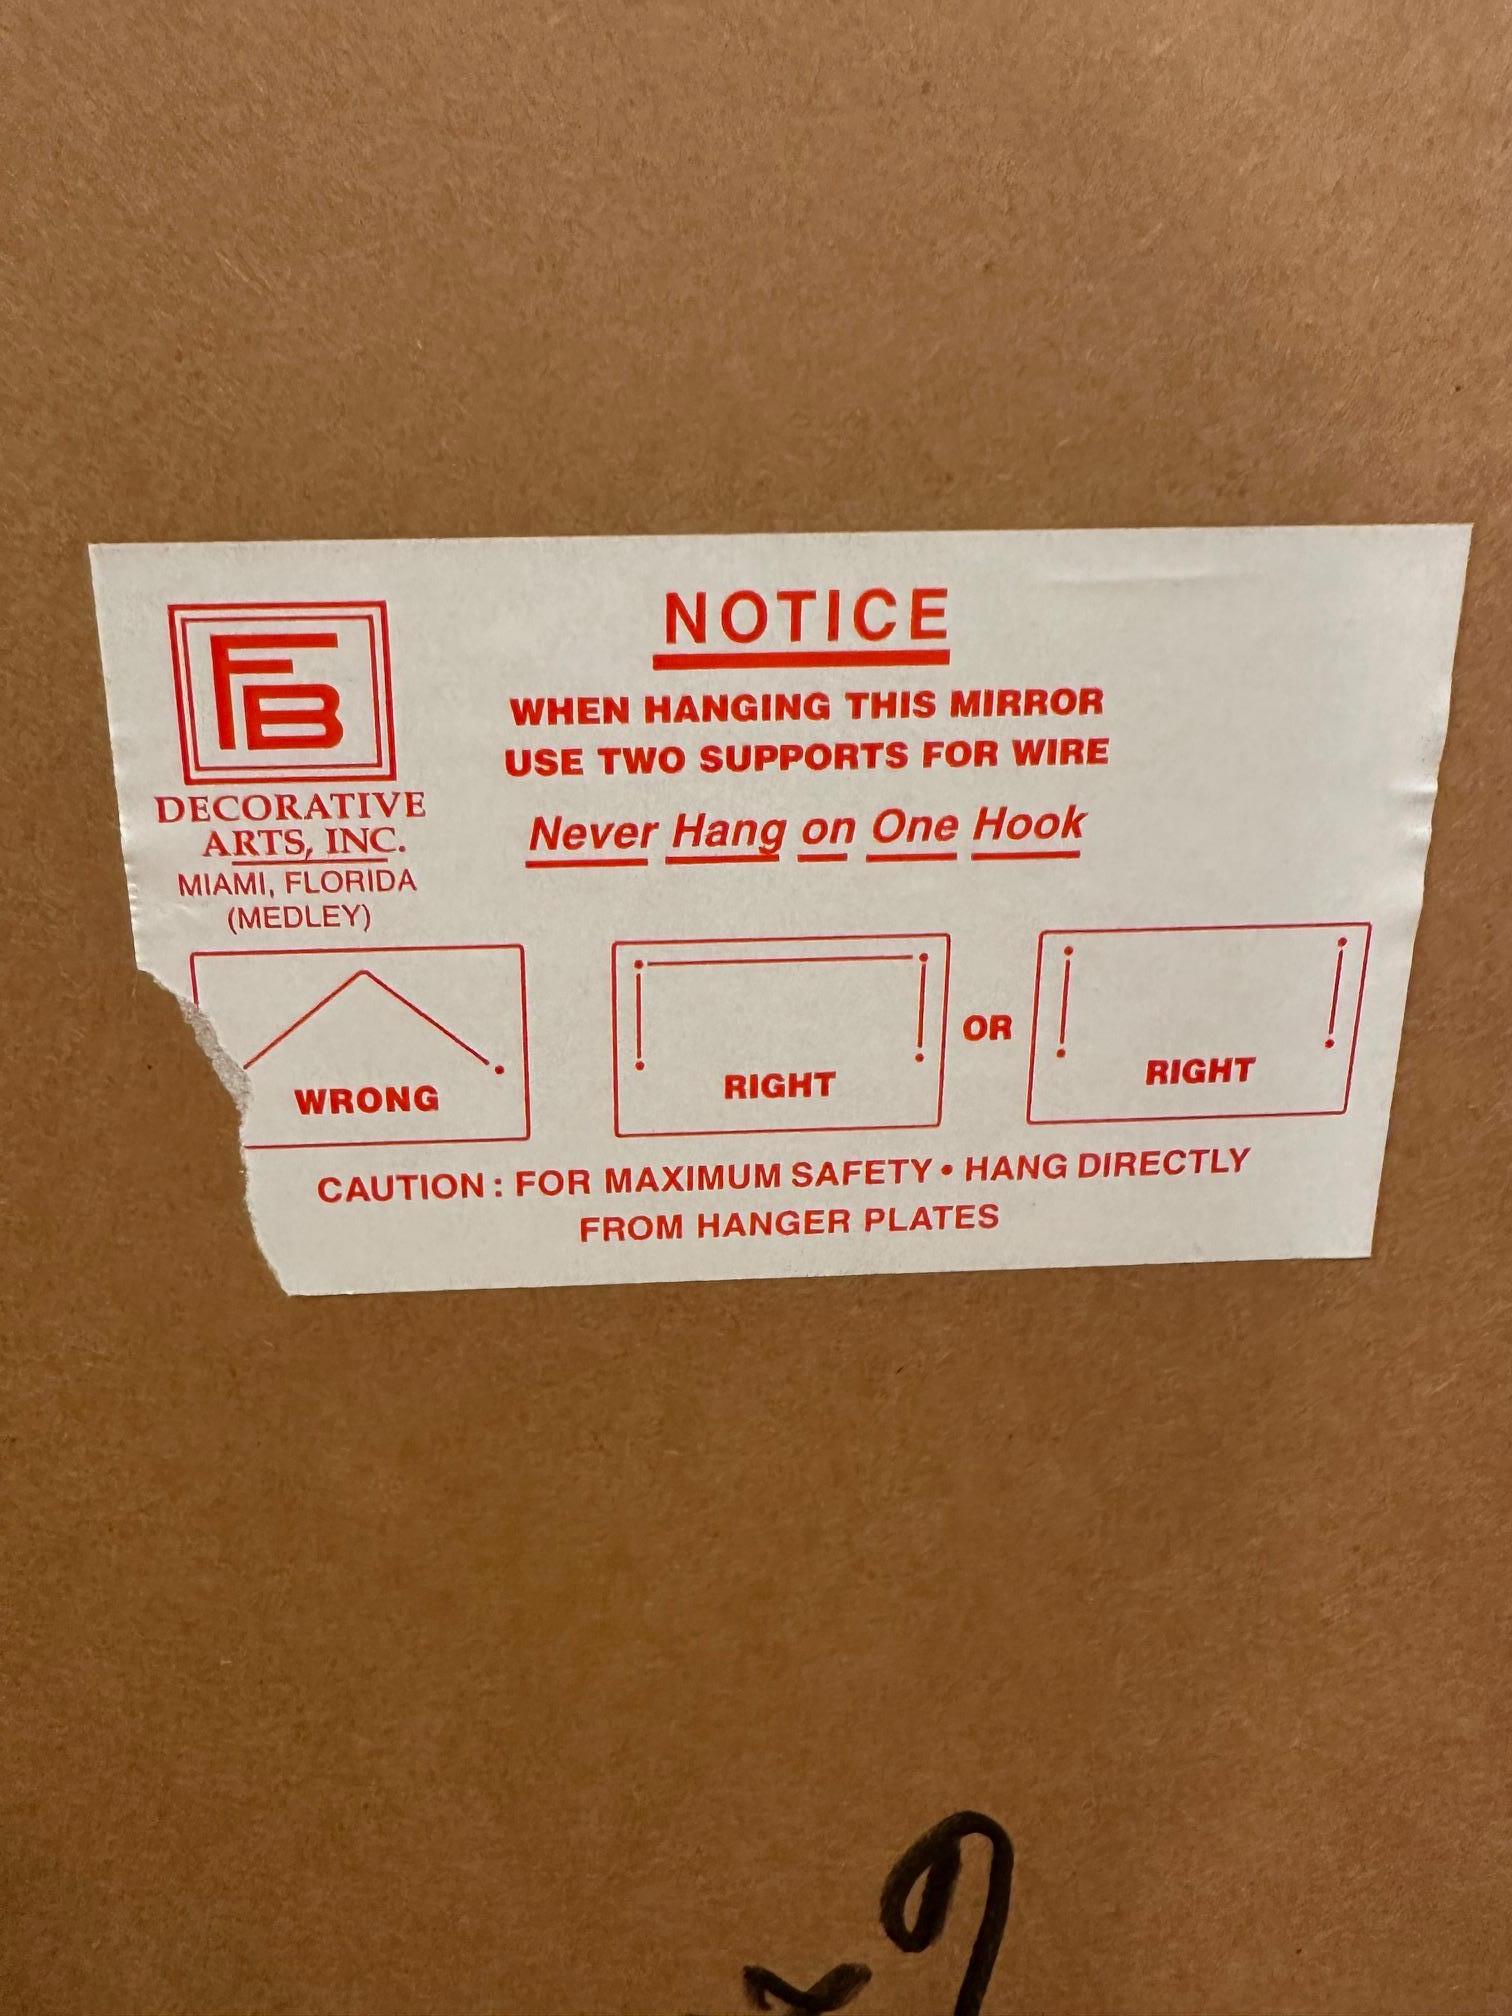 FB
DECORATIVE
ARTS, INC.
MIAMI, FLORIDA
(MEDLEY)
NOTICE
WHEN HANGING THIS MIRROR
USE TWO SUPPORTS FOR WIRE
Never Hang on One Hook
WRONG
RIGHT
OR
RIGHT
CAUTION : FOR MAXIMUM SAFETY • HANG DIRECTLY
FROM HANGER PLATES